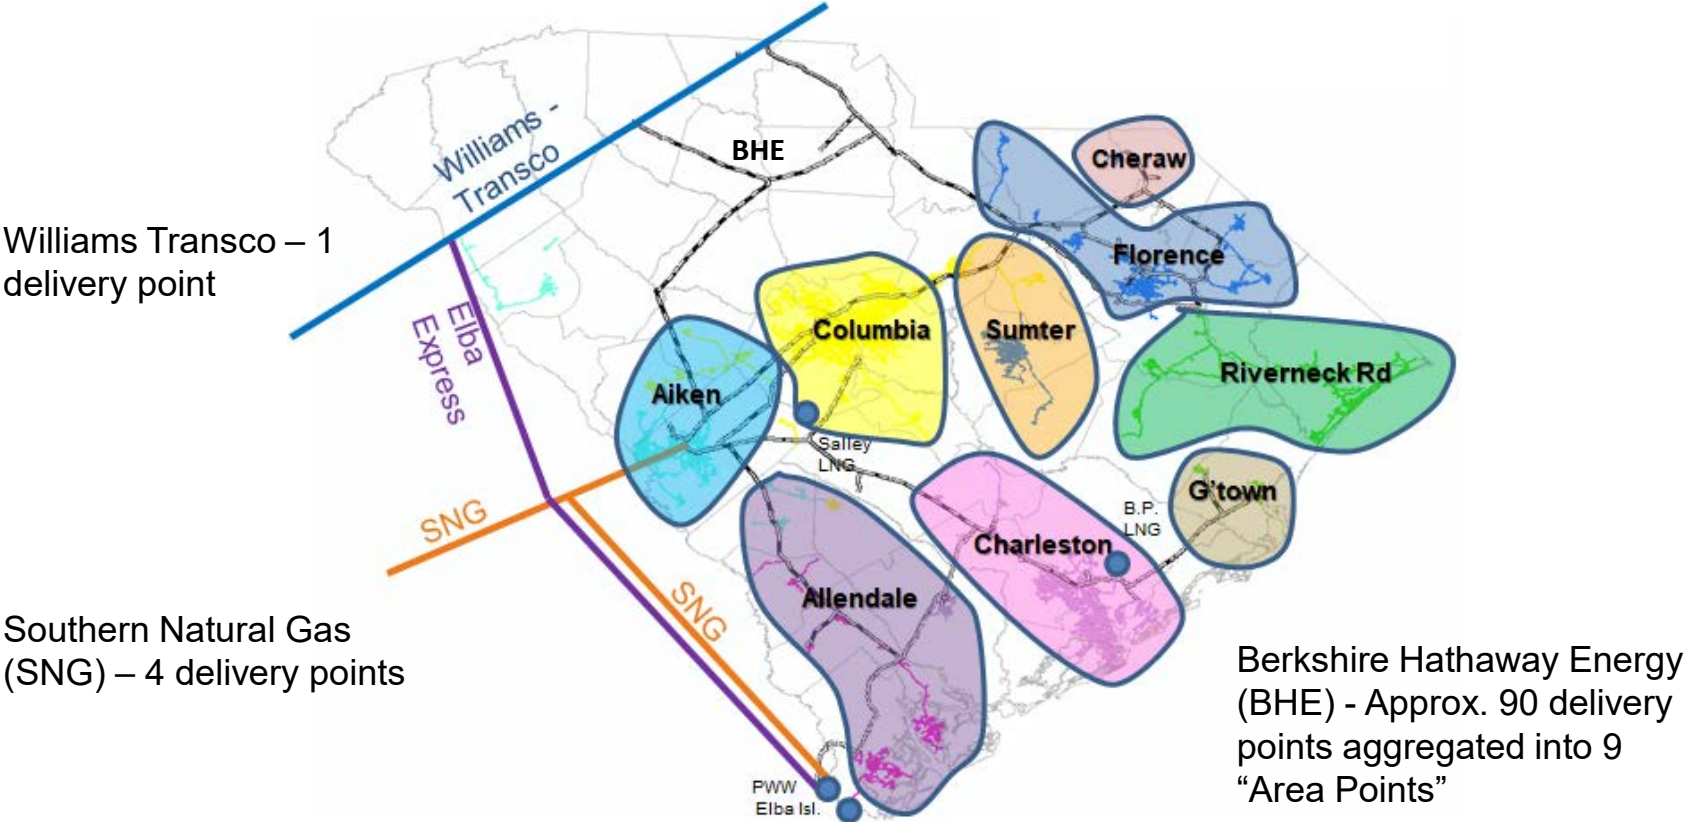 Williams -
Transco
BHE
Cheraw
Williams Transco – 1
delivery point
Florence
Elba
Express
Columbia
Sumter
Aiken
Riverneck Rd
Salley
LNG
SNG
G'town
B.P.
LNG
Charleston
SNG
Allendale
Southern Natural Gas
(SNG) – 4 delivery points
Berkshire Hathaway Energy
(BHE) - Approx. 90 delivery
points aggregated into 9
“Area Points”
PWW
Elba Isl.